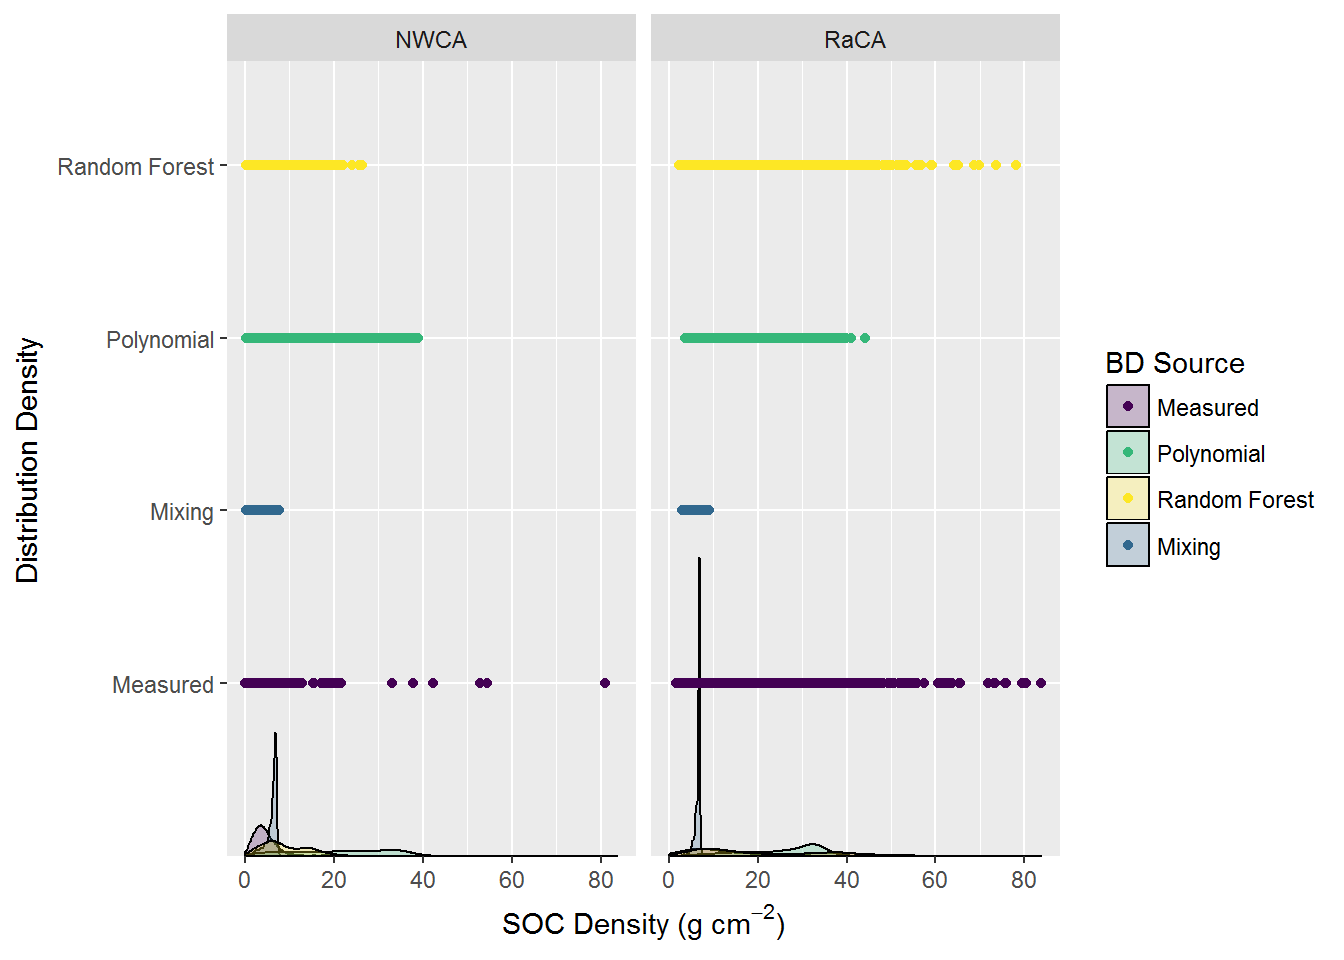 NWCA
RaCA
Random Forest
Polynomial
Mixing
Measured
Distribution Density
0 20 40 60 80
0 20 40 60 80
SOC Density (g cm⁻²)
BD Source
Measured
Polynomial
Random Forest
Mixing